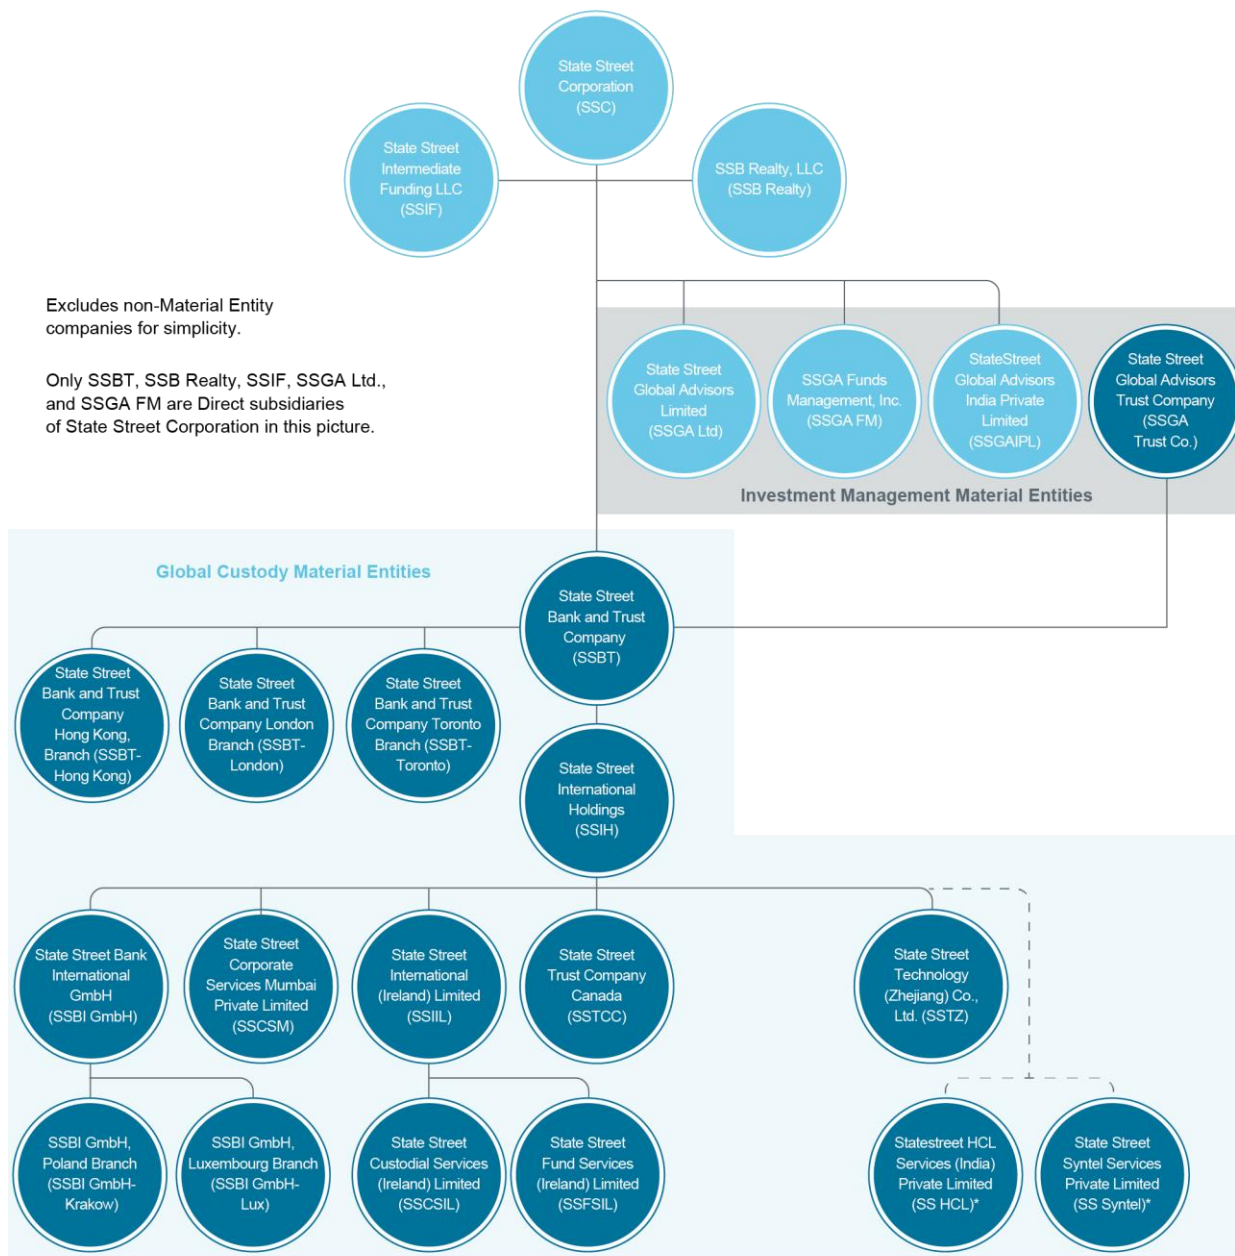 State Street
Corporation
(SSC)
State Street
Intermediate
Funding LLC
(SSIF)
SSB Realty, LLC
(SSB Realty)
Excludes non-Material Entity
companies for simplicity.
Only SSBT, SSB Realty, SSIF, SSGA Ltd.,
and SSGA FM are Direct subsidiaries
of State Street Corporation in this picture.
State Street
Global Advisors
Limited
(SSGA Ltd)
SSGA Funds
Management, Inc.
(SSGA FM)
StateStreet
Global Advisors
India Private
Limited
(SSGAIPL)
State Street
Global Advisors
Trust Company
(SSGA
Trust Co.)
Investment Management Material Entities
Global Custody Material Entities
State Street
Bank and Trust
Company
(SSBT)
State Street
Bank and Trust
Company
Hong Kong,
Branch (SSBT-
Hong Kong)
State Street
Bank and Trust
Company London
Branch (SSBT-
London)
State Street
Bank and Trust
Company Toronto
Branch (SSBT-
Toronto)
State Street
International
Holdings
(SSIH)
State Street Bank
International
GmbH
(SSBI GmbH)
State Street
Corporate
Services Mumbai
Private Limited
(SSCSM)
State Street
International
(Ireland) Limited
(SSIIL)
State Street
Trust Company
Canada
(SSTCC)
State Street
Technology
(Zhejiang) Co.,
Ltd. (SSTZ)
SSBI GmbH,
Poland Branch
(SSBI GmbH-
Krakow)
SSBI GmbH,
Luxembourg Branch
(SSBI GmbH-
Lux)
State Street
Custodial Services
(Ireland) Limited
(SSCSIL)
State Street
Fund Services
(Ireland) Limited
(SSFSIL)
Statestreet HCL
Services (India)
Private Limited
(SS HCL)*
State Street
Syntel Services
Private Limited
(SS Syntel)*